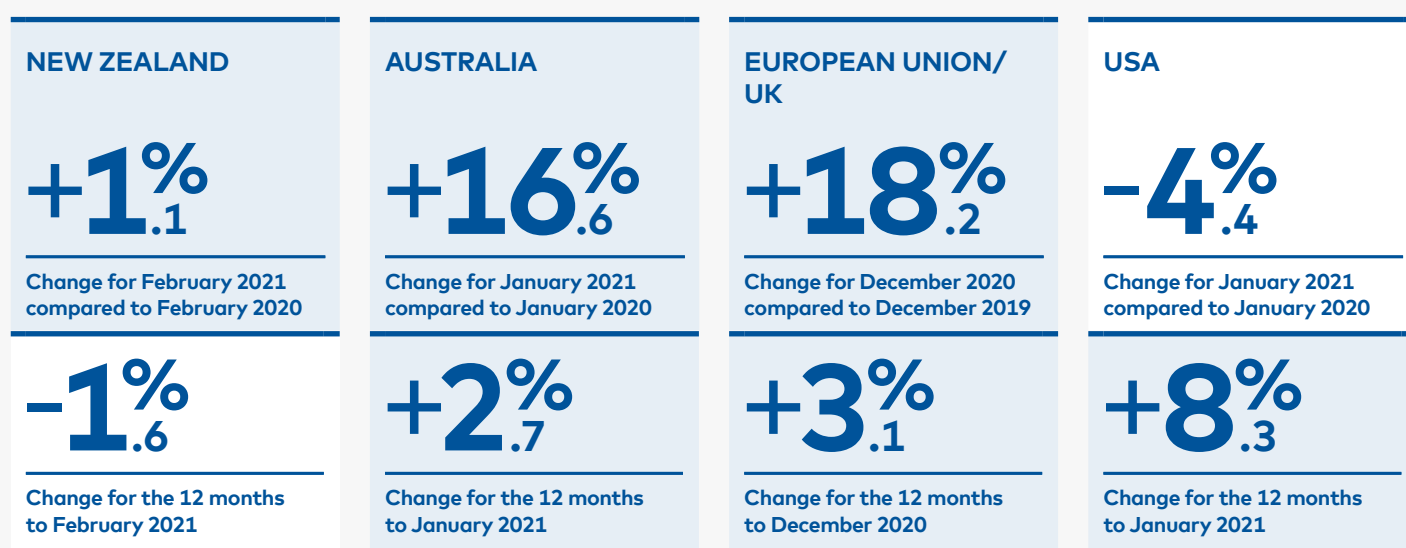 NEW ZEALAND
+1.1%
Change for February 2021
compared to February 2020
-1.6%
Change for the 12 months
to February 2021
AUSTRALIA
+16.6%
Change for January 2021
compared to January 2020
+2.7%
Change for the 12 months
to January 2021
EUROPEAN UNION/
UK
+18.2%
Change for December 2020
compared to December 2019
+3.1%
Change for the 12 months
to December 2020
USA
-4.4%
Change for January 2021
compared to January 2020
+8.3%
Change for the 12 months
to January 2021